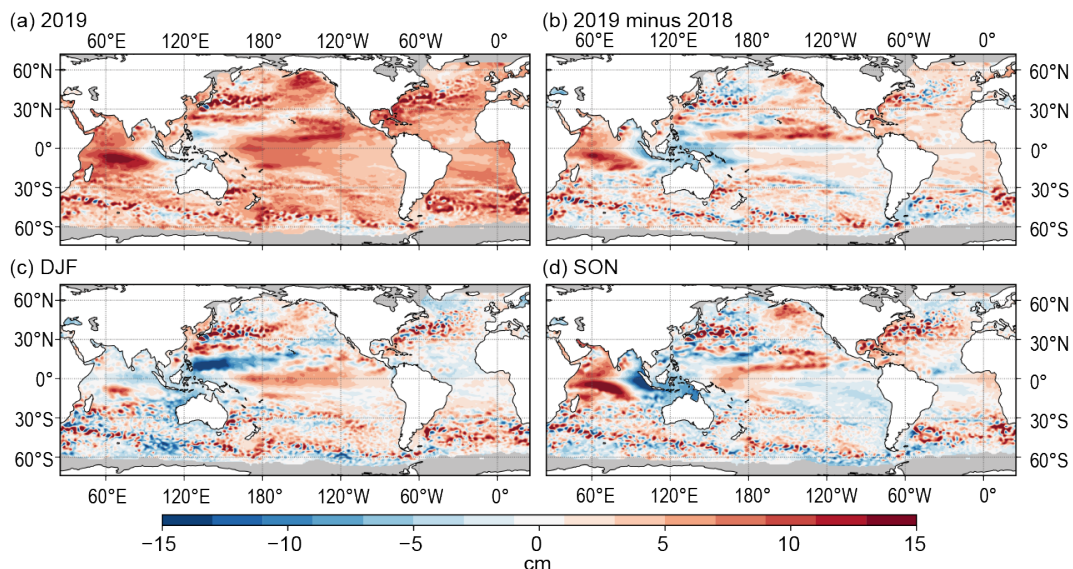 (a) 2019
(b) 2019 minus 2018
60°E 120°E 180° 120°W 60°W 0°
60°E 120°E 180° 120°W 60°W 0°
60°N 60°N
30°N 30°N
0° 0°
30°S 30°S
60°S 60°S
(c) DJF
(d) SON
60°N 60°N
30°N 30°N
0° 0°
30°S 30°S
60°S 60°S
60°E 120°E 180° 120°W 60°W 0°
60°E 120°E 180° 120°W 60°W 0°
−15 −10 −5 0 5 10 15
cm